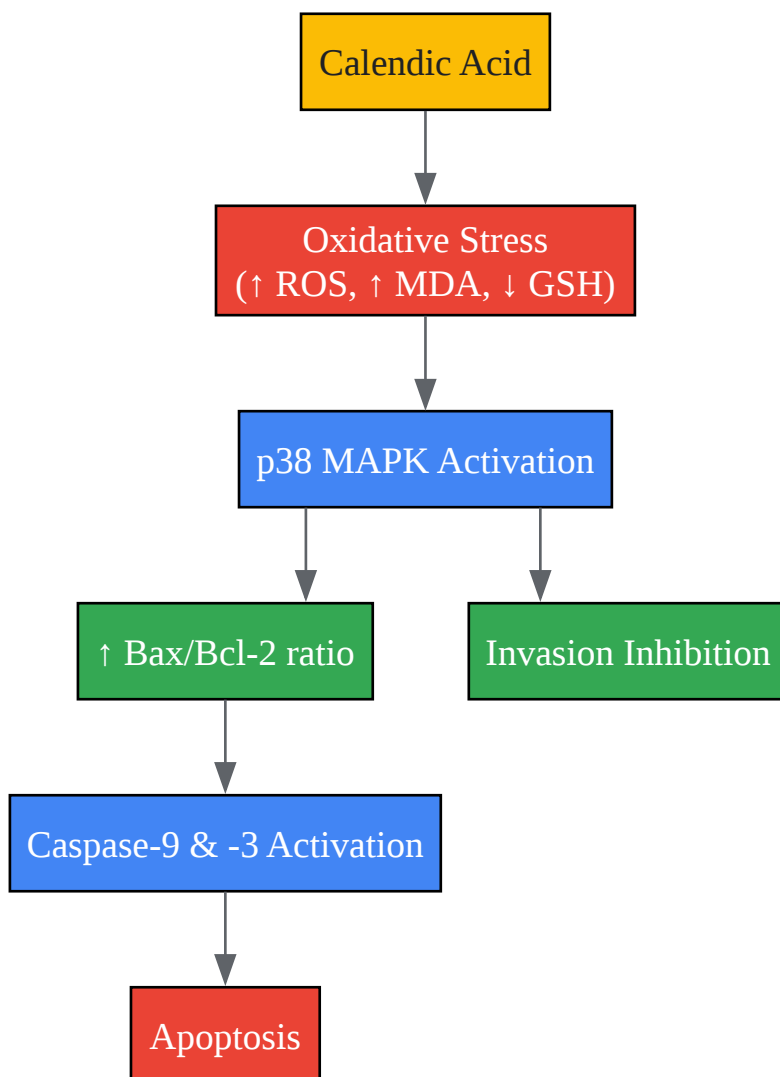 Calendic Acid
Oxidative Stress
(↑ ROS, ↑ MDA, ↓ GSH)
p38 MAPK Activation
↑ Bax/Bcl-2 ratio
Invasion Inhibition
Caspase-9 & -3 Activation
Apoptosis